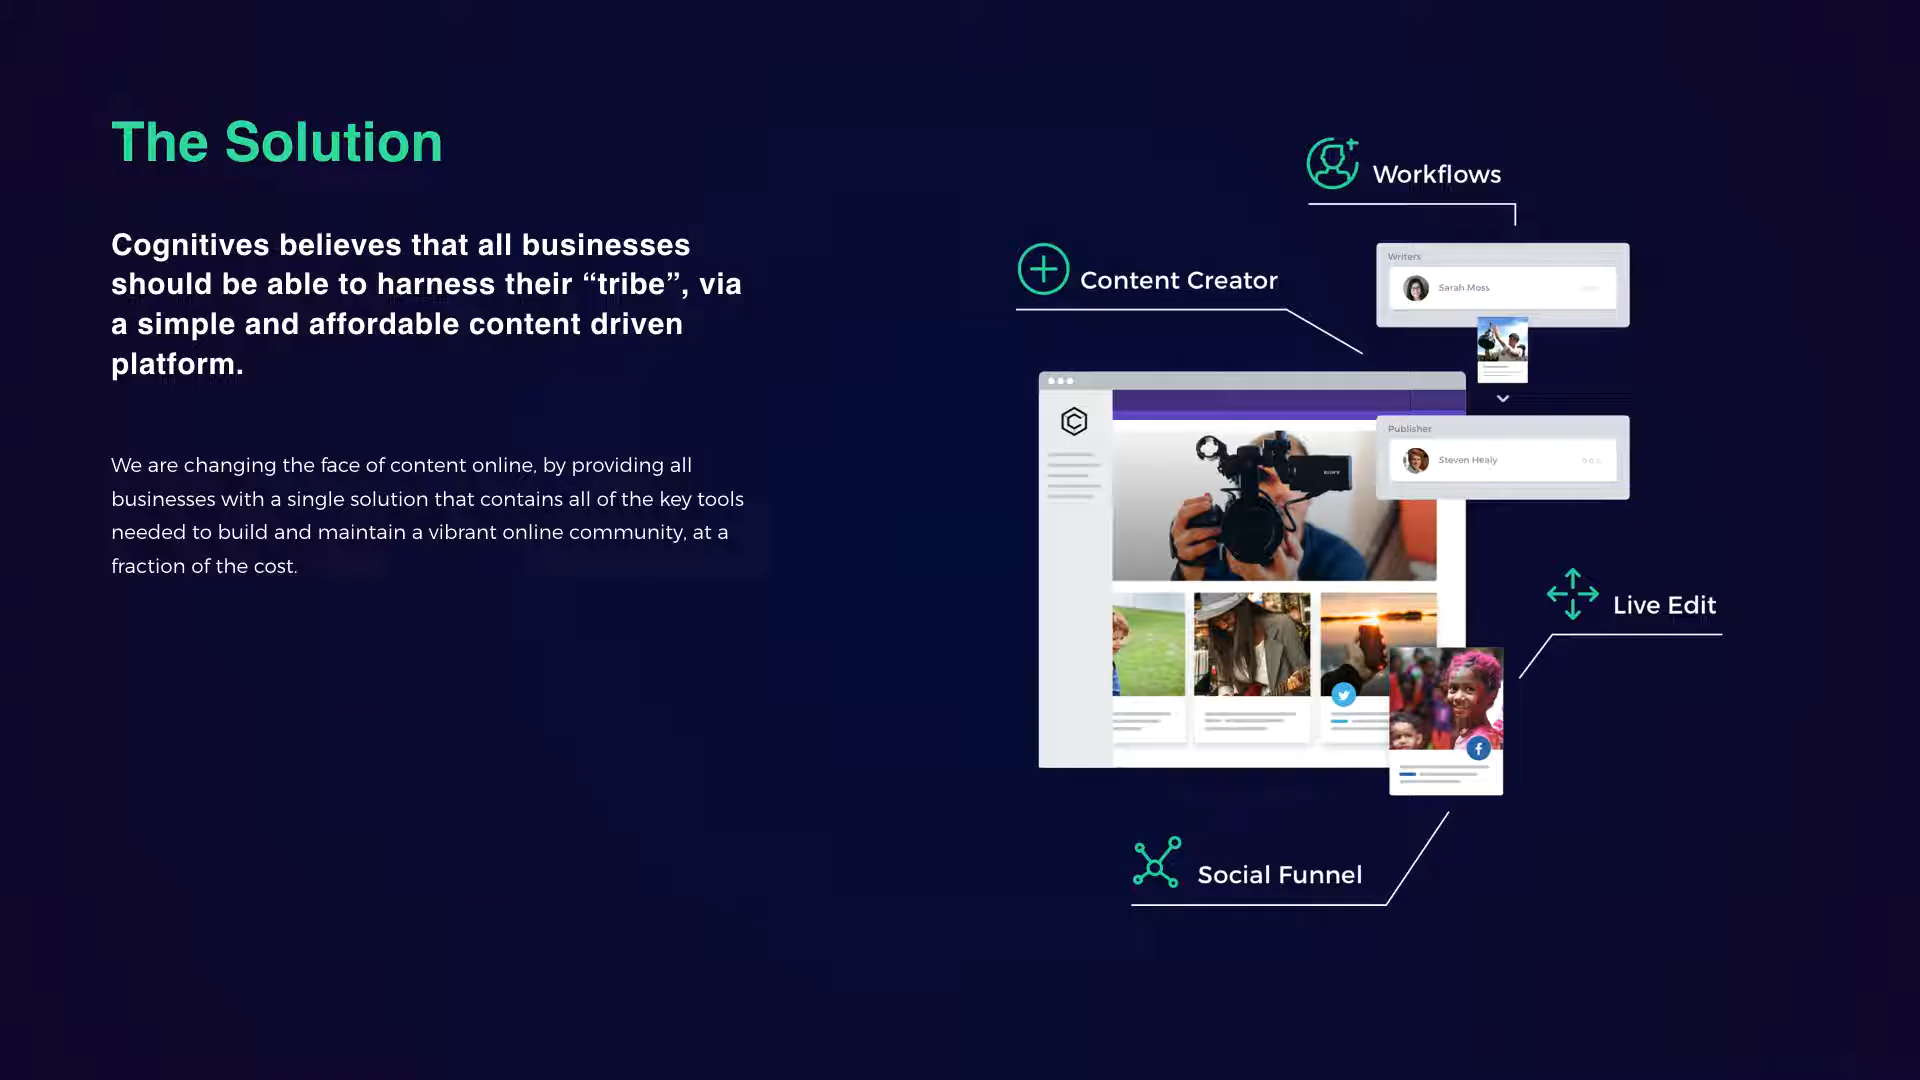 The Solution
Cognitives believes that all businesses
should be able to harness their “tribe”, via
a simple and affordable content driven
platform.
We are changing the face of content online, by providing all
businesses with a single solution that contains all of the key tools
needed to build and maintain a vibrant online community, at a
fraction of the cost.
Workflows
Content Creator
Writers
Sarah Moss
Publisher
Steven Healy
SONY
Live Edit
Social Funnel